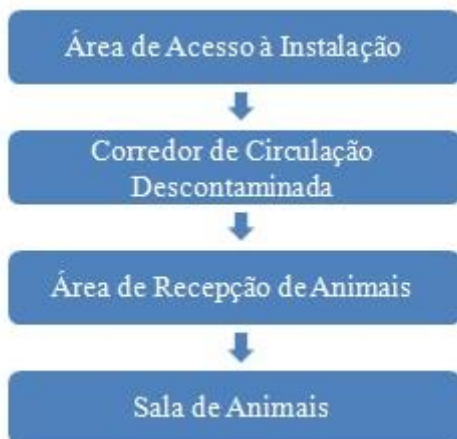 Área de Acesso à Instalação
Corredor de Circulação
Descontaminada
Área de Recepção de Animais
Sala de Animais